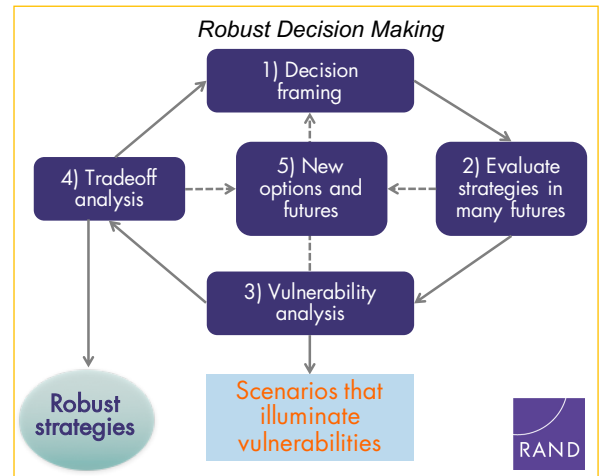 Robust Decision Making
1) Decision
framing
4) Tradeoff
analysis
5) New
options and
futures
2) Evaluate
strategies in
many futures
3) Vulnerability
analysis
Robust
strategies
Scenarios that
illuminate
vulnerabilities
RAND